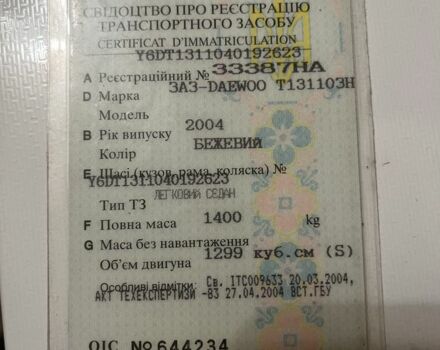 СВІДОЦТВО ПРО РЕЄСТРАЦІЮ
ТРАНСПОРТНОГО ЗАСОБУ
CERTIFICAT D'IMMATRICULATION
Y6DT1311040192623
A Реєстраційний № 33387НА
D Марка ЗАЗ-DAEWOO Т13110ЗН
Модель
B Рік випуску 2004
Колір БЕЖЕВИЙ
E Шасі (кузов, рама, коляска) №
Y6DT1311040192623
Тип ТЗ ЛЕГКОВИЙ СЕДАН
F Повна маса 1400 kg
G Маса без навантаження
Об'єм двигуна 1299 куб.см (S)
Особливі відмітки: Св. ІТС009633 20.03.2004,
АКТ ТЕХЕКСПЕРТИЗИ -83 27.04.2004 ВСТ.ГБУ
ОІС № 644234